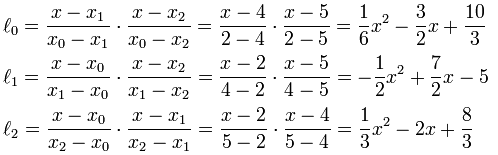 ℓ₀ = (x − x₁)/(x₀ − x₁) · (x − x₂)/(x₀ − x₂) = (x − 4)/(2 − 4) · (x − 5)/(2 − 5) = 1/6 x² − 3/2 x + 10/3
ℓ₁ = (x − x₀)/(x₁ − x₀) · (x − x₂)/(x₁ − x₂) = (x − 2)/(4 − 2) · (x − 5)/(4 − 5) = −1/2 x² + 7/2 x − 5
ℓ₂ = (x − x₀)/(x₂ − x₀) · (x − x₁)/(x₂ − x₁) = (x − 2)/(5 − 2) · (x − 4)/(5 − 4) = 1/3 x² − 2x + 8/3